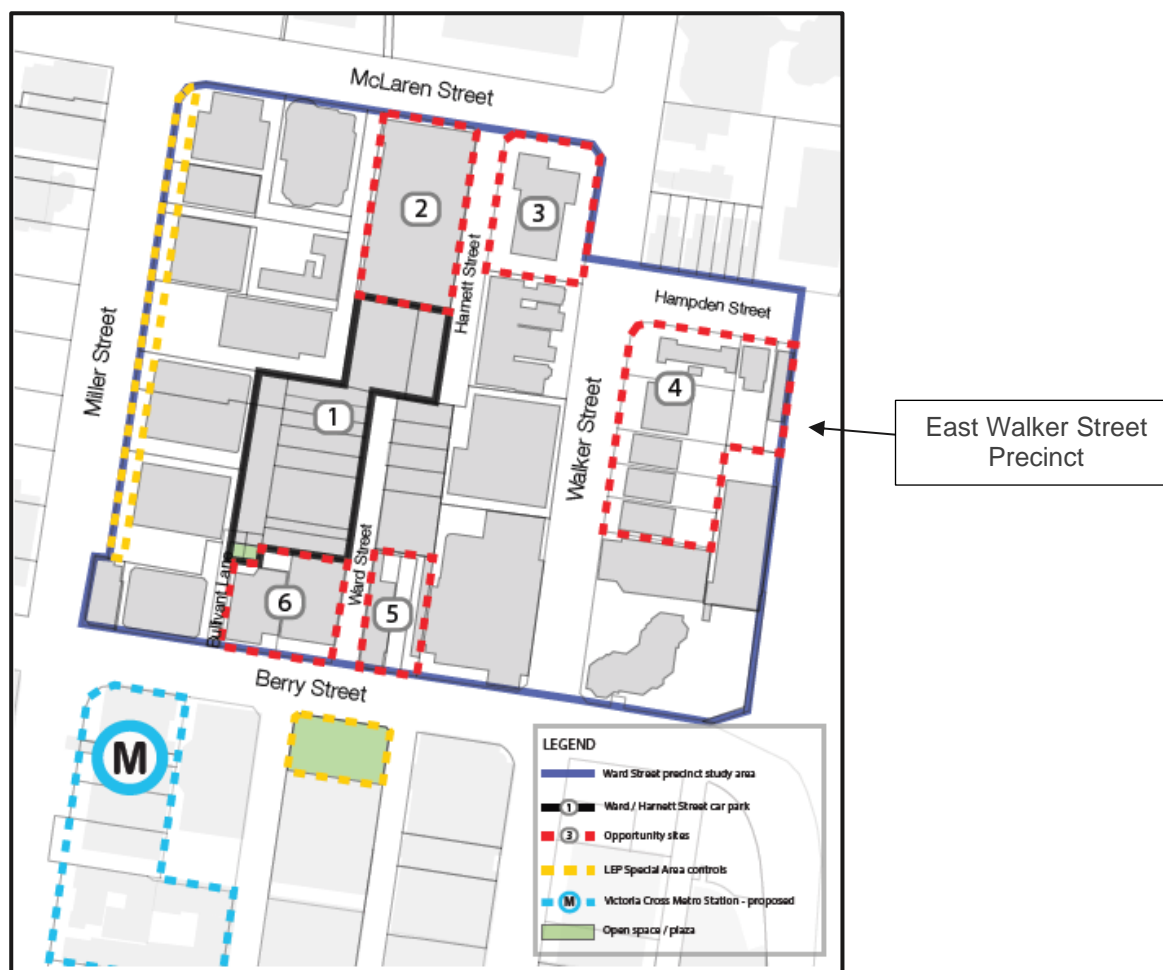 McLaren Street
2
3
Harnett Street
Hampden Street
Miller Street
1
4
Walker Street
East Walker Street
Precinct
Ward Street
Bullivant Lane
6
5
Berry Street
M
LEGEND
Ward Street precinct study area
1 Ward / Harnett Street car park
3 Opportunity sites
LEP Special Area controls
M Victoria Cross Metro Station - proposed
Open space / plaza